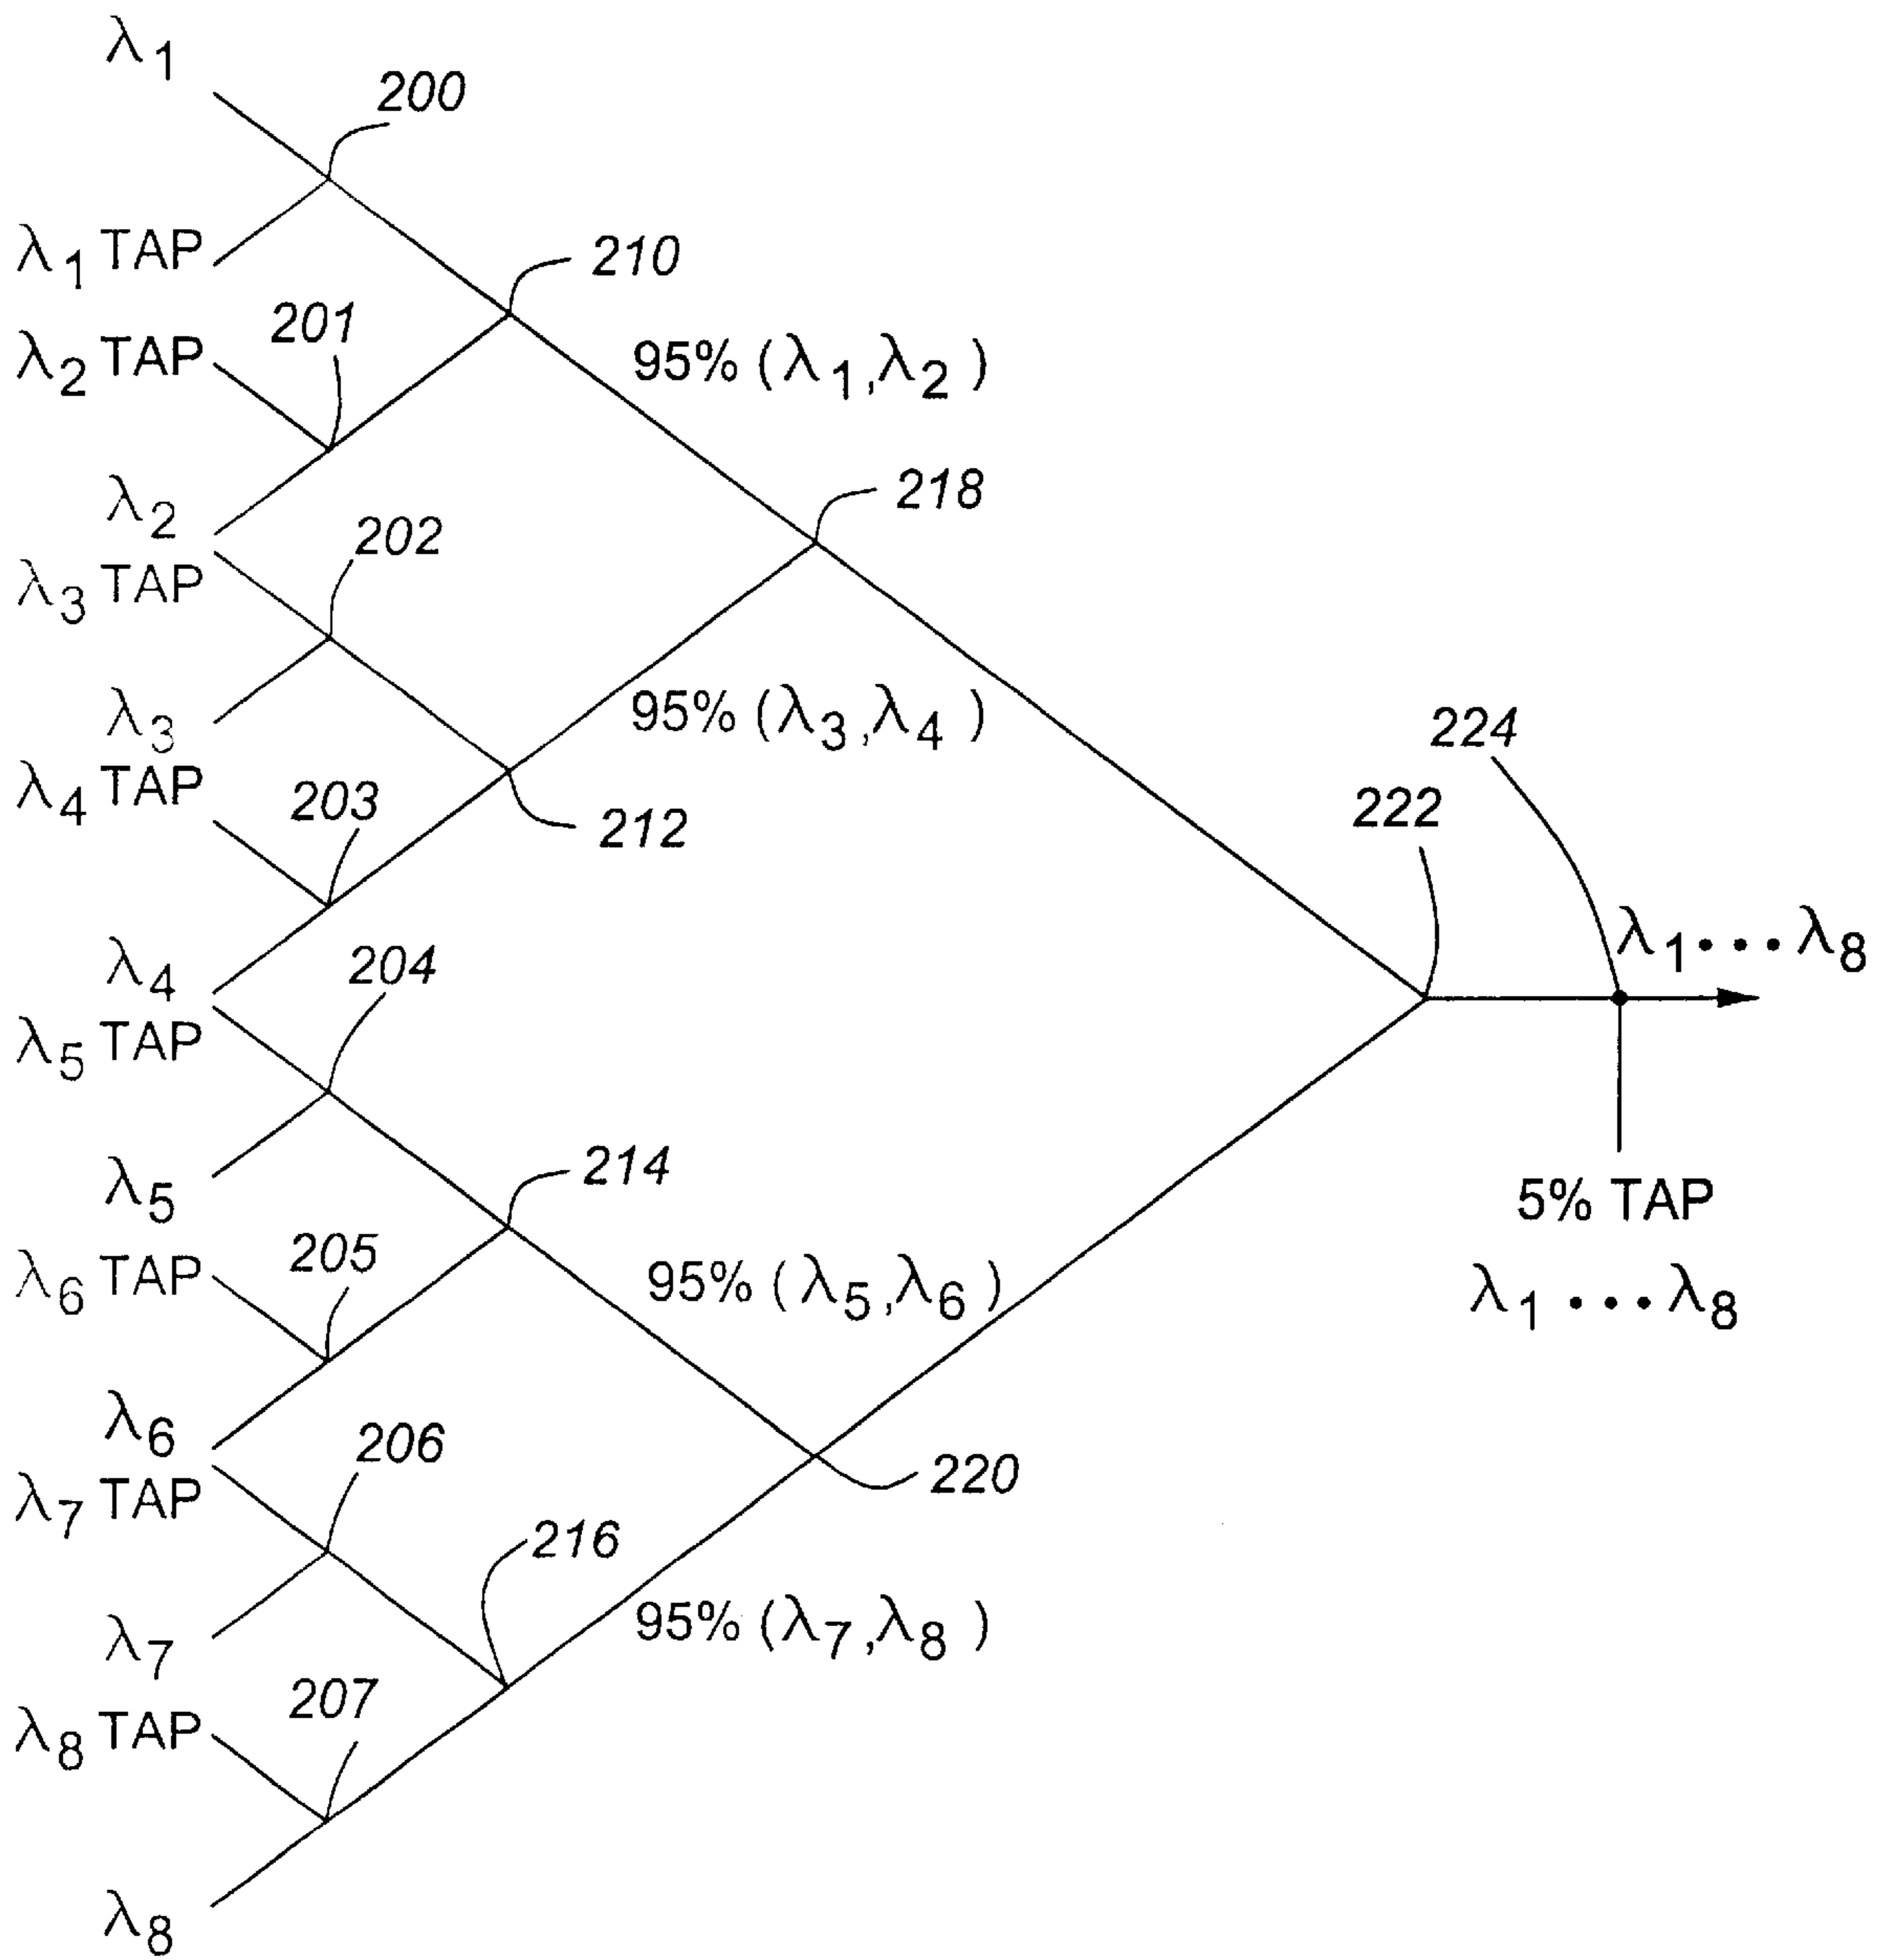 λ1
200
λ1 TAP
210
201
λ2 TAP
95% (λ1,λ2)
λ2
218
202
λ3 TAP
λ3
95% (λ3,λ4)
224
λ4 TAP
203
212
222
λ4
204
λ1••• λ8
λ5 TAP
λ5
214
5% TAP
205
λ6 TAP
95% (λ5,λ6)
λ1 ••• λ8
λ6
206
220
λ7 TAP
216
λ7
95% (λ7,λ8)
207
λ8 TAP
λ8